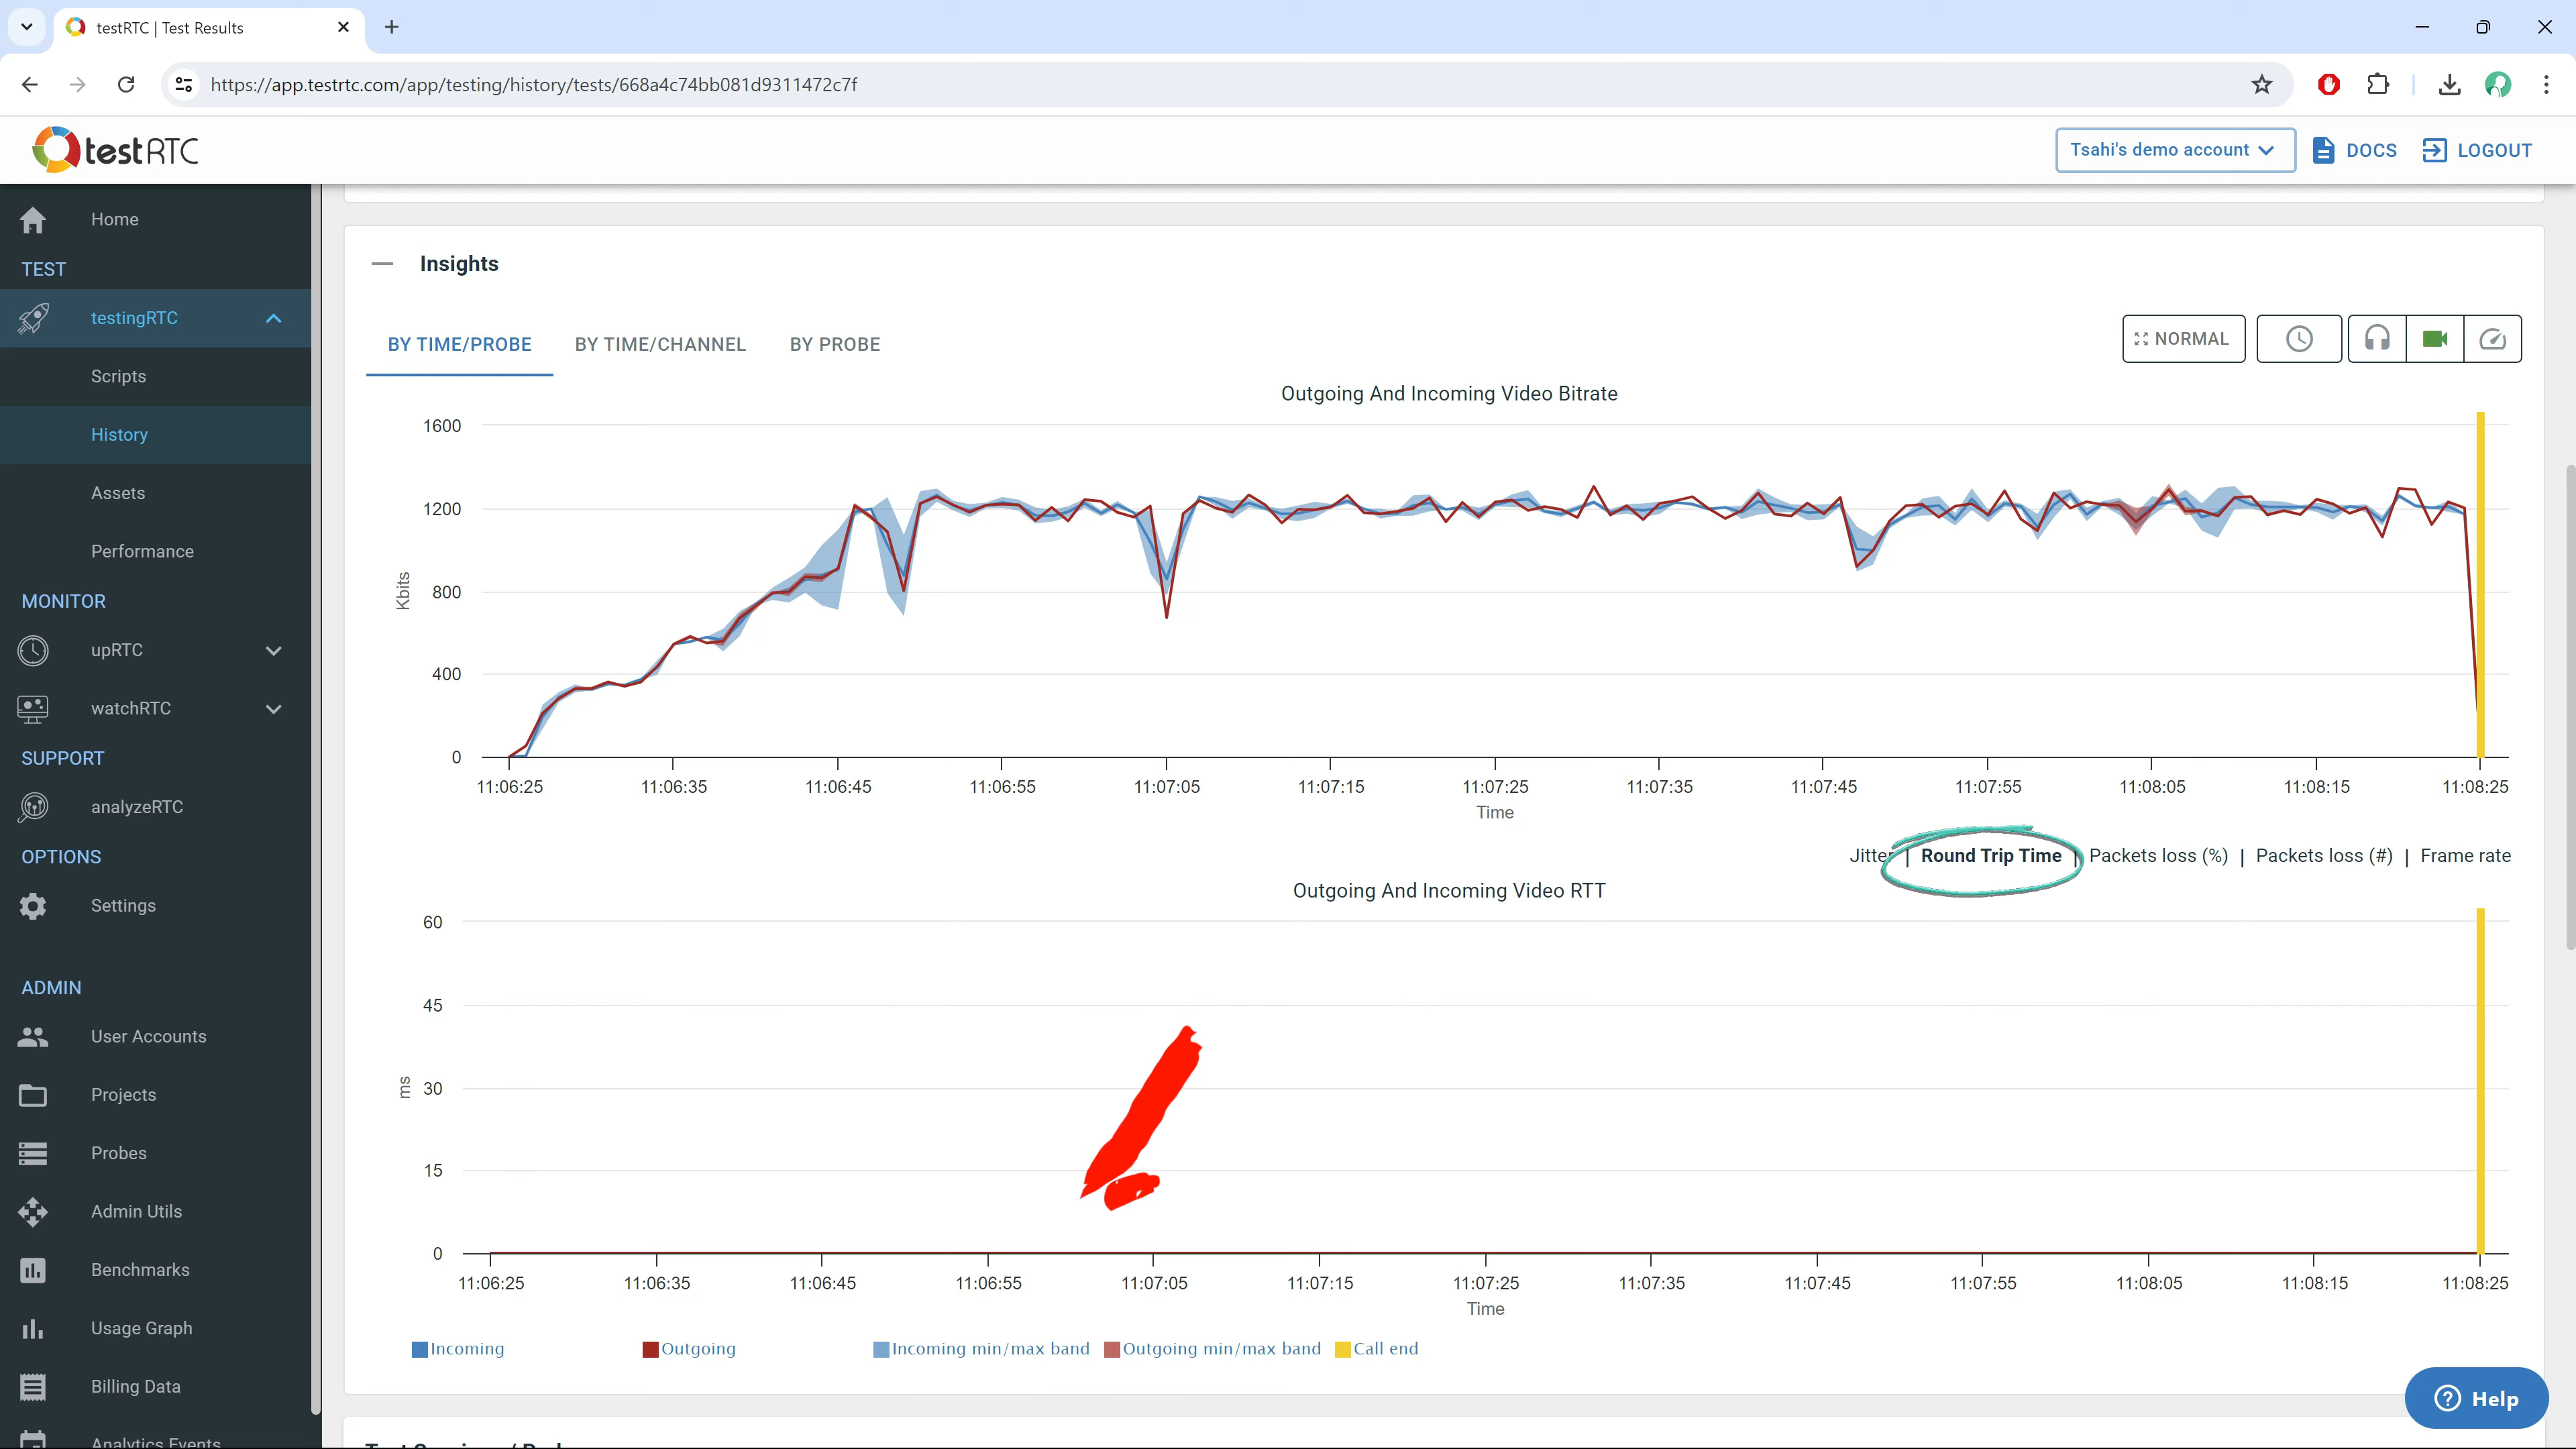 testRTC | Test Results
https://app.testrtc.com/app/testing/history/tests/668a4c74bb081d9311472c7f
testRTC
Tsahi's demo account
DOCS
LOGOUT
Home
TEST
testingRTC
Scripts
History
Assets
Performance
MONITOR
upRTC
watchRTC
SUPPORT
analyzeRTC
OPTIONS
Settings
ADMIN
User Accounts
Projects
Probes
Admin Utils
Benchmarks
Usage Graph
Billing Data
Analytics Events
Insights
BY TIME/PROBE BY TIME/CHANNEL BY PROBE
NORMAL
Outgoing And Incoming Video Bitrate
1600
1200
800
400
0
Kbits
11:06:25 11:06:35 11:06:45 11:06:55 11:07:05 11:07:15 11:07:25 11:07:35 11:07:45 11:07:55 11:08:05 11:08:15 11:08:25
Time
Jitter | Round Trip Time | Packets loss (%) | Packets loss (#) | Frame rate
Outgoing And Incoming Video RTT
60
45
30
15
0
ms
11:06:25 11:06:35 11:06:45 11:06:55 11:07:05 11:07:15 11:07:25 11:07:35 11:07:45 11:07:55 11:08:05 11:08:15 11:08:25
Time
Incoming Outgoing Incoming min/max band Outgoing min/max band Call end
Help